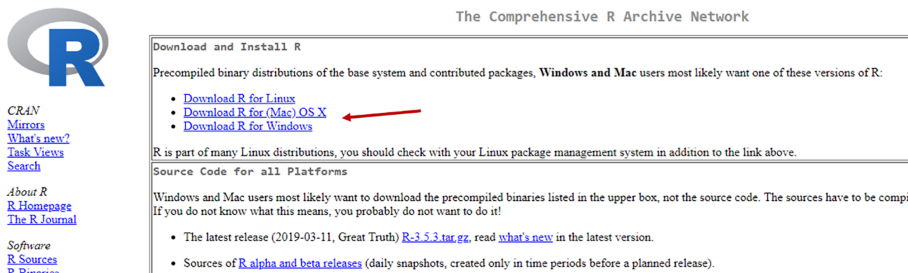 The Comprehensive R Archive Network
R
CRAN
Mirrors
What's new?
Task Views
Search
About R
R Homepage
The R Journal
Software
R Sources
R Binaries
Download and Install R
Precompiled binary distributions of the base system and contributed packages, Windows and Mac users most likely want one of these versions of R:
• Download R for Linux
• Download R for (Mac) OS X
• Download R for Windows
R is part of many Linux distributions, you should check with your Linux package management system in addition to the link above.
Source Code for all Platforms
Windows and Mac users most likely want to download the precompiled binaries listed in the upper box, not the source code. The sources have to be compi
If you do not know what this means, you probably do not want to do it!
• The latest release (2019-03-11, Great Truth) R-3.5.3.tar.gz, read what's new in the latest version.
• Sources of R alpha and beta releases (daily snapshots, created only in time periods before a planned release).